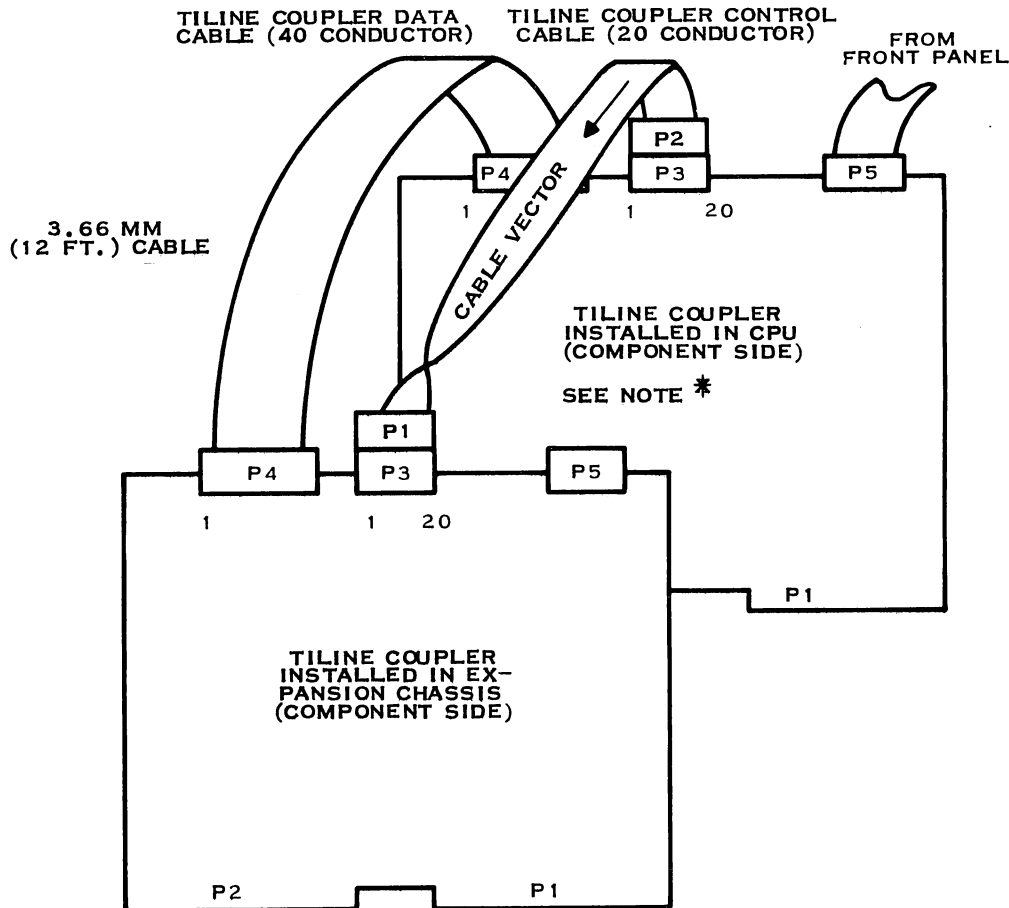 TILINE COUPLER DATA
CABLE (40 CONDUCTOR)
TILINE COUPLER CONTROL
CABLE (20 CONDUCTOR)
FROM
FRONT PANEL
P2
P4
P3
P5
1
1
20
3.66 MM
(12 FT.) CABLE
CABLE VECTOR
TILINE COUPLER
INSTALLED IN CPU
(COMPONENT SIDE)
SEE NOTE *
P1
P4
P3
P5
1
1
20
P1
TILINE COUPLER
INSTALLED IN EX-
PANSION CHASSIS
(COMPONENT SIDE)
P2
P1